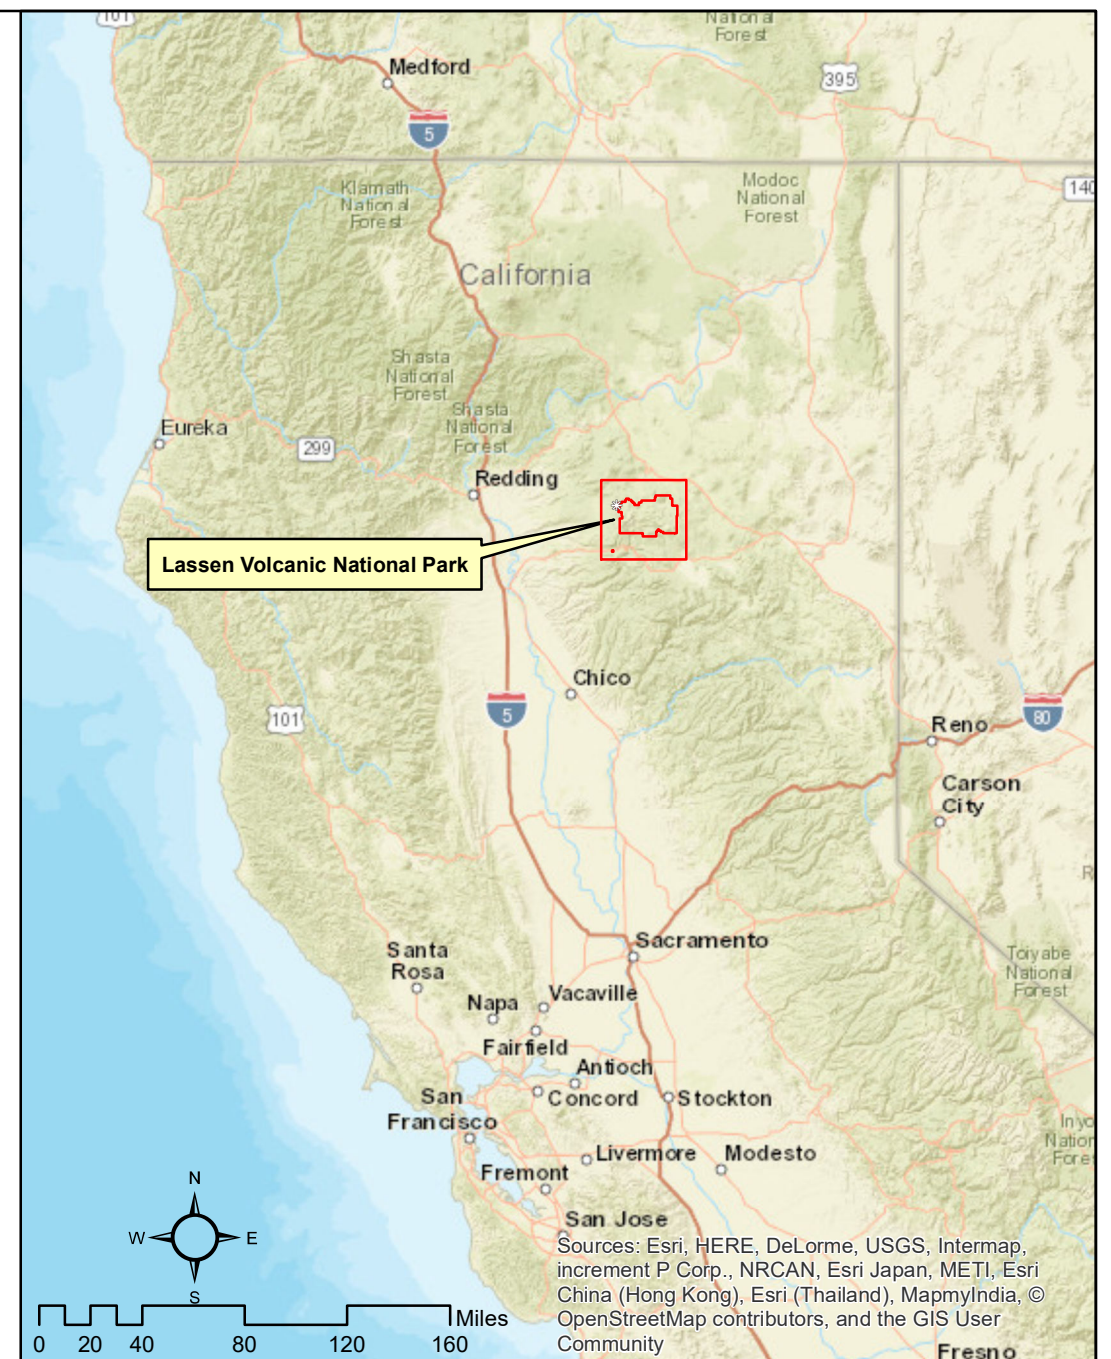 101
National
Forest
Medford
395
5
Klamath
National
Forest
Modoc
National
Forest
140
California
Shasta
National
Forest
Shasta
National
Forest
Eureka
299
Redding
Lassen Volcanic National Park
Chico
101
5
80
Reno
Carson
City
Sacramento
Santa
Rosa
Toiyabe
National
Forest
Napa
Vacaville
Fairfield
Antioch
Concord
San
Francisco
Stockton
Inyo
Nation
Fore
Livermore
Modesto
Fremont
San Jose
N
W
E
S
Miles
0 20 40 80 120 160
Sources: Esri, HERE, DeLorme, USGS, Intermap,
increment P Corp., NRCAN, Esri Japan, METI, Esri
China (Hong Kong), Esri (Thailand), MapmyIndia, ©
OpenStreetMap contributors, and the GIS User
Community
Fresno